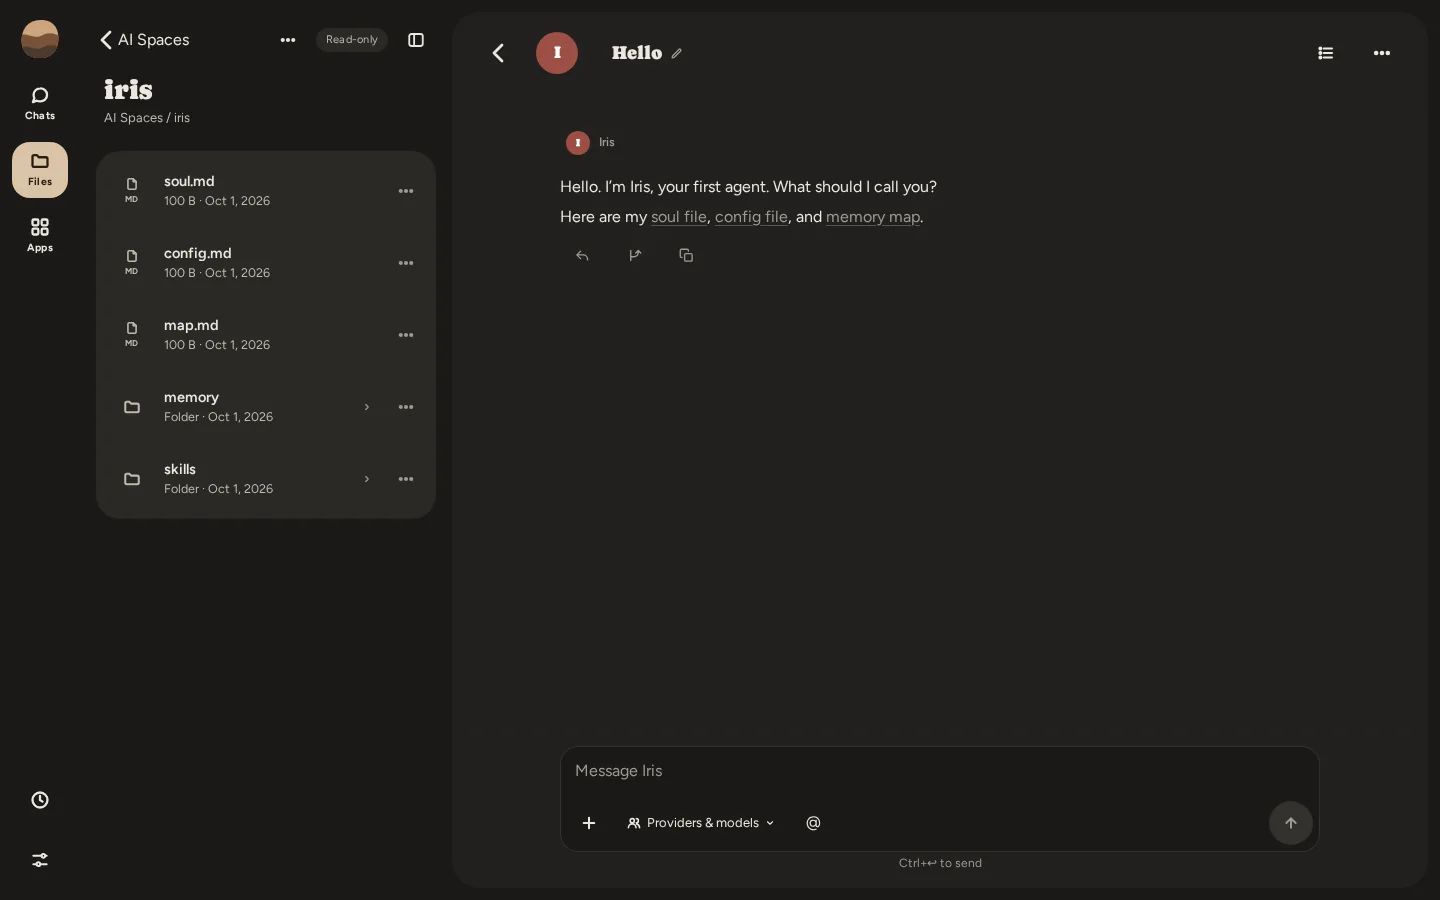 Chats
Files
Apps
AI Spaces
Read-only
iris
AI Spaces / iris
MD
soul.md
100 B · Oct 1, 2026
MD
config.md
100 B · Oct 1, 2026
MD
map.md
100 B · Oct 1, 2026
memory
Folder · Oct 1, 2026
skills
Folder · Oct 1, 2026
I
Hello
I
Iris
Hello. I’m Iris, your first agent. What should I call you?
Here are my soul file, config file, and memory map.
Message Iris
Providers & models
@
Ctrl+↩ to send